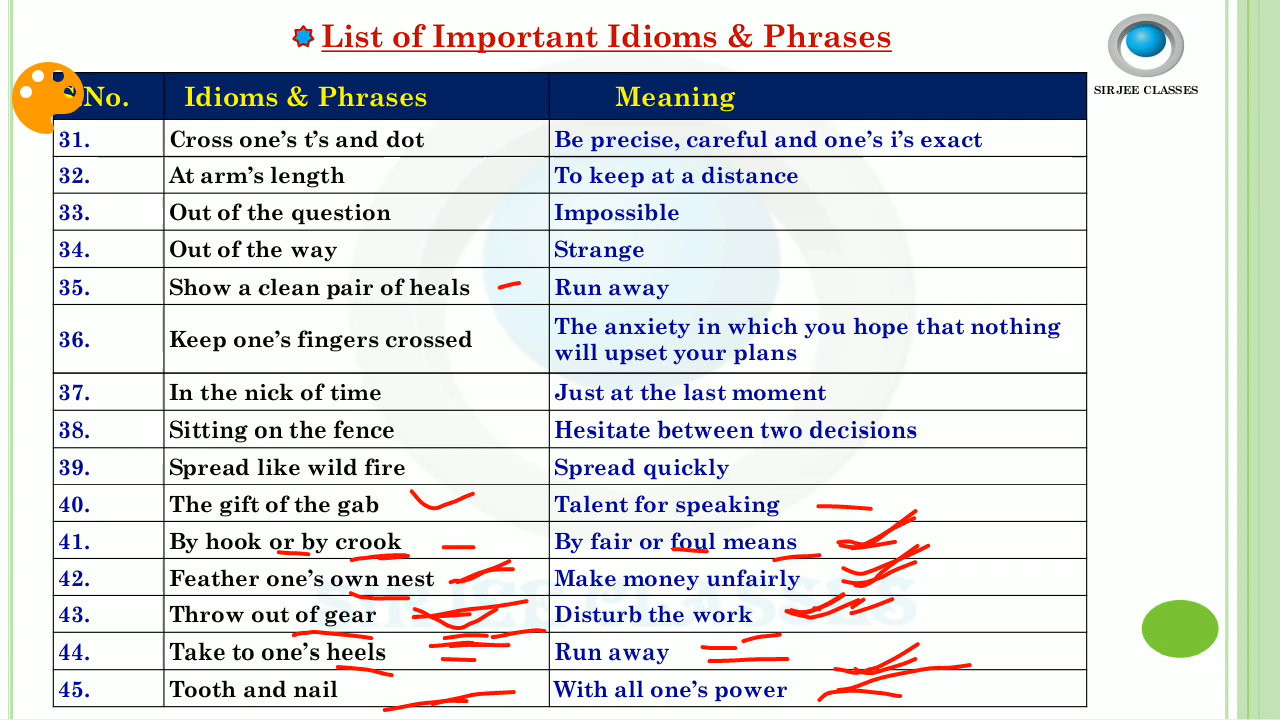 List of Important Idioms & Phrases
SIRJEE CLASSES
No. Idioms & Phrases Meaning
31. Cross one’s t’s and dot Be precise, careful and one’s i’s exact
32. At arm’s length To keep at a distance
33. Out of the question Impossible
34. Out of the way Strange
35. Show a clean pair of heals Run away
36. Keep one’s fingers crossed The anxiety in which you hope that nothing
will upset your plans
37. In the nick of time Just at the last moment
38. Sitting on the fence Hesitate between two decisions
39. Spread like wild fire Spread quickly
40. The gift of the gab Talent for speaking
41. By hook or by crook By fair or foul means
42. Feather one’s own nest Make money unfairly
43. Throw out of gear Disturb the work
44. Take to one’s heels Run away
45. Tooth and nail With all one’s power
SIRJEE CLASSES